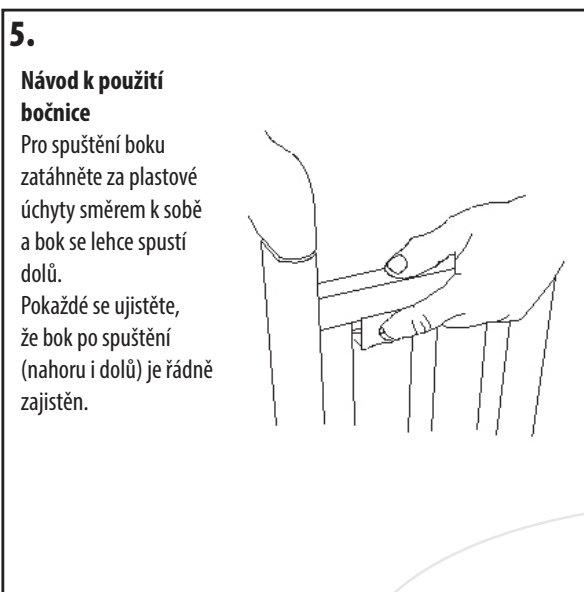 5.
Návod k použití
bočnice
Pro spuštění boku
zatáhněte za plastové
úchyty směrem k sobě
a bok se lehce spustí
dolů.
Pokaždé se ujistěte,
že bok po spuštění
(nahoru i dolů) je řádně
zajistěn.